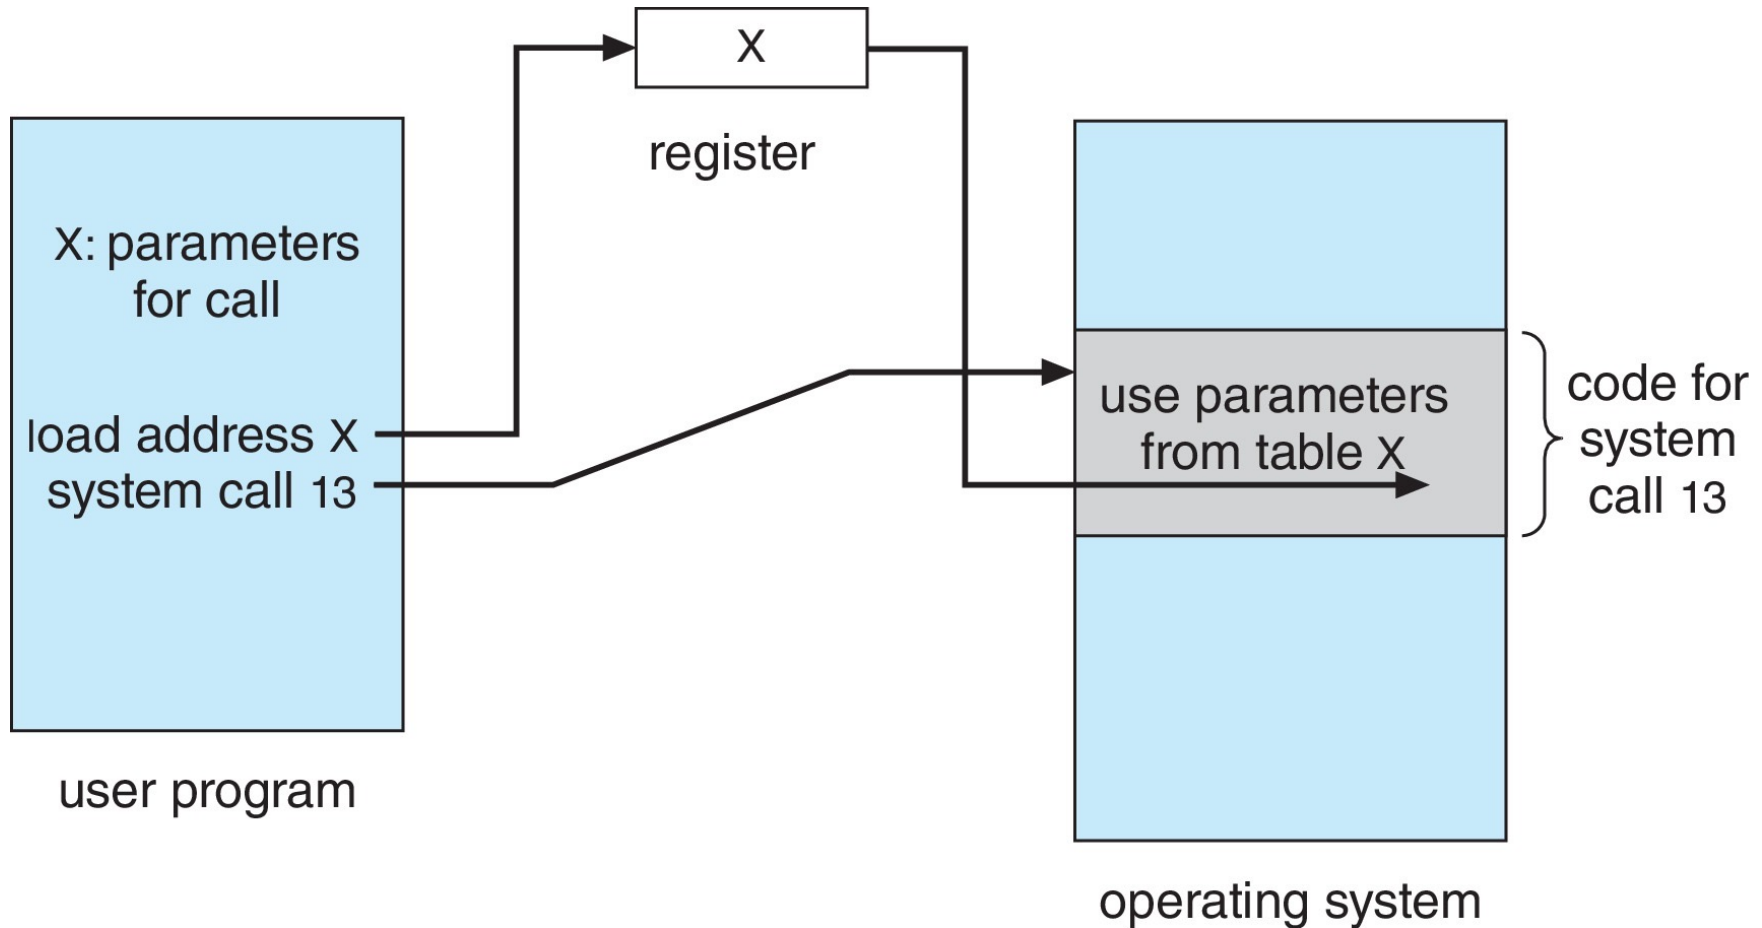 X
register
X: parameters
for call
load address X
system call 13
user program
use parameters
from table X
code for
system
call 13
operating system